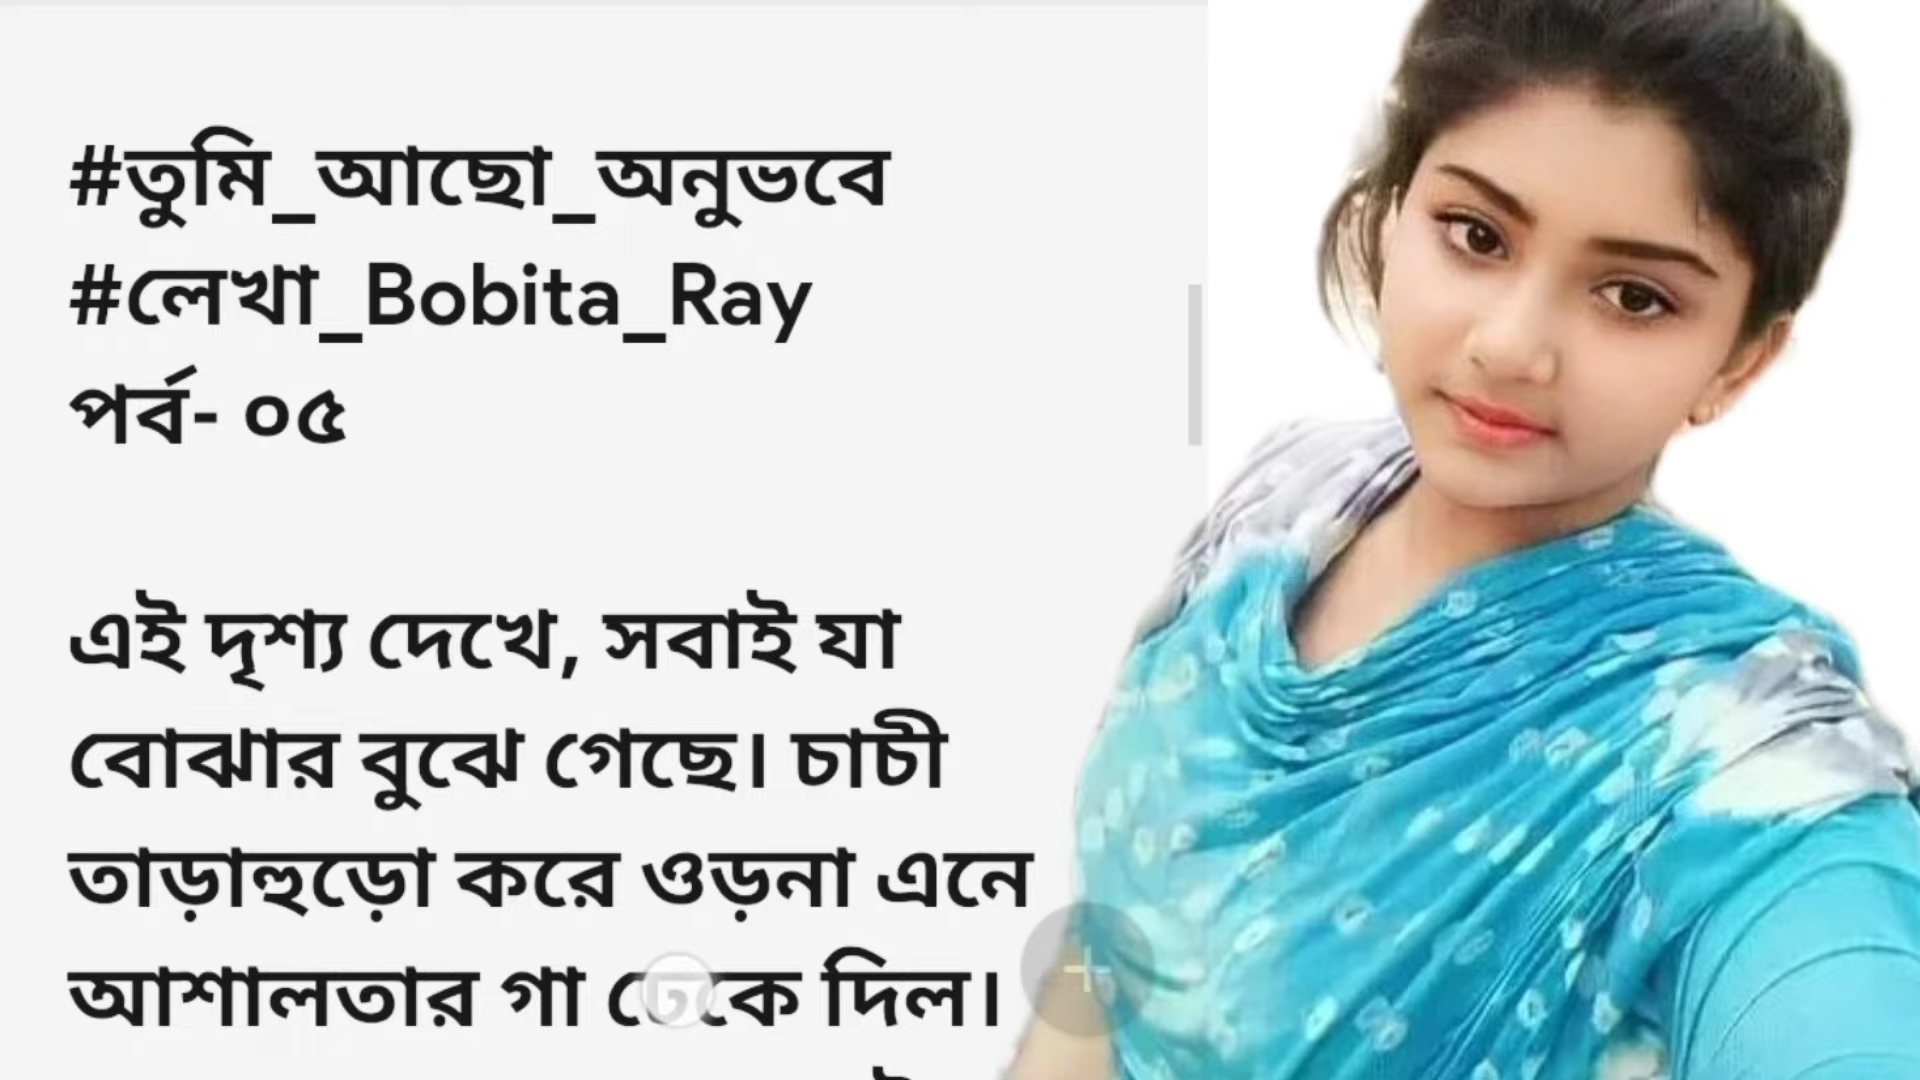 #তুমি_আছো_অনুভবে
#লেখা_Bobita_Ray
পর্ব- ০৫
এই দৃশ্য দেখে, সবাই যা
বোঝার বুঝে গেছে। চাচী
তাড়াহুড়ো করে ওড়না এনে
আশালতার গা ঢেকে দিল।